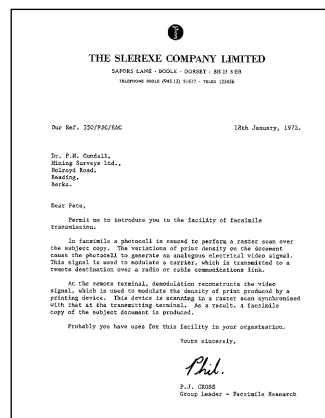 THE SLEREXE COMPANY LIMITED
SAPORS LANE - BOOLE - DORSET - BH 25 8 ER
TELEPHONE BOOLE (945 13) 51617 - TELEX 123456
Our Ref. 350/PJC/EAC 18th January, 1972.
Dr. P.N. Cundall,
Mining Surveys Ltd.,
Holroyd Road,
Reading,
Berks.
Dear Pete,
Permit me to introduce you to the facility of facsimile
transmission.
In facsimile a photocell is caused to perform a raster scan over
the subject copy. The variations of print density on the document
cause the photocell to generate an analogous electrical video signal.
This signal is used to modulate a carrier, which is transmitted to a
remote destination over a radio or cable communications link.
At the remote terminal, demodulation reconstructs the video
signal, which is used to modulate the density of print produced by a
printing device. This device is scanning in a raster scan synchronised
with that at the transmitting terminal. As a result, a facsimile
copy of the subject document is produced.
Probably you have uses for this facility in your organisation.
Yours sincerely,
Phil.
P.J. CROSS
Group Leader - Facsimile Research